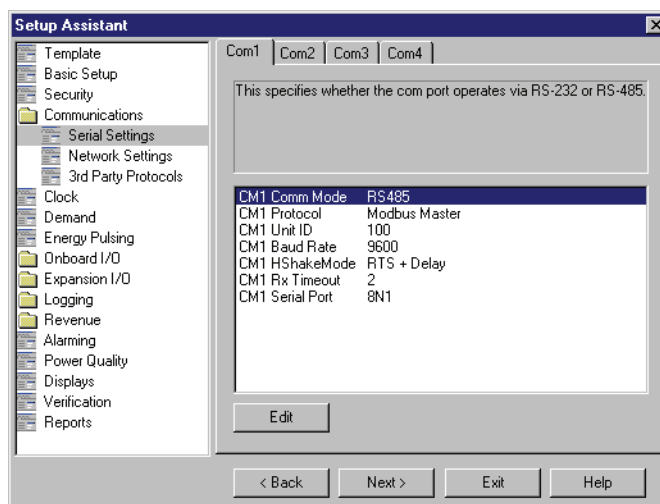 Setup Assistant
Template
Basic Setup
Security
Communications
Serial Settings
Network Settings
3rd Party Protocols
Clock
Demand
Energy Pulsing
Onboard I/O
Expansion I/O
Logging
Revenue
Alarming
Power Quality
Displays
Verification
Reports
Com1 Com2 Com3 Com4
This specifies whether the com port operates via RS-232 or RS-485.
CM1 Comm Mode RS485
CM1 Protocol Modbus Master
CM1 Unit ID 100
CM1 Baud Rate 9600
CM1 HShakeMode RTS + Delay
CM1 Rx Timeout 2
CM1 Serial Port 8N1
Edit
< Back Next > Exit Help